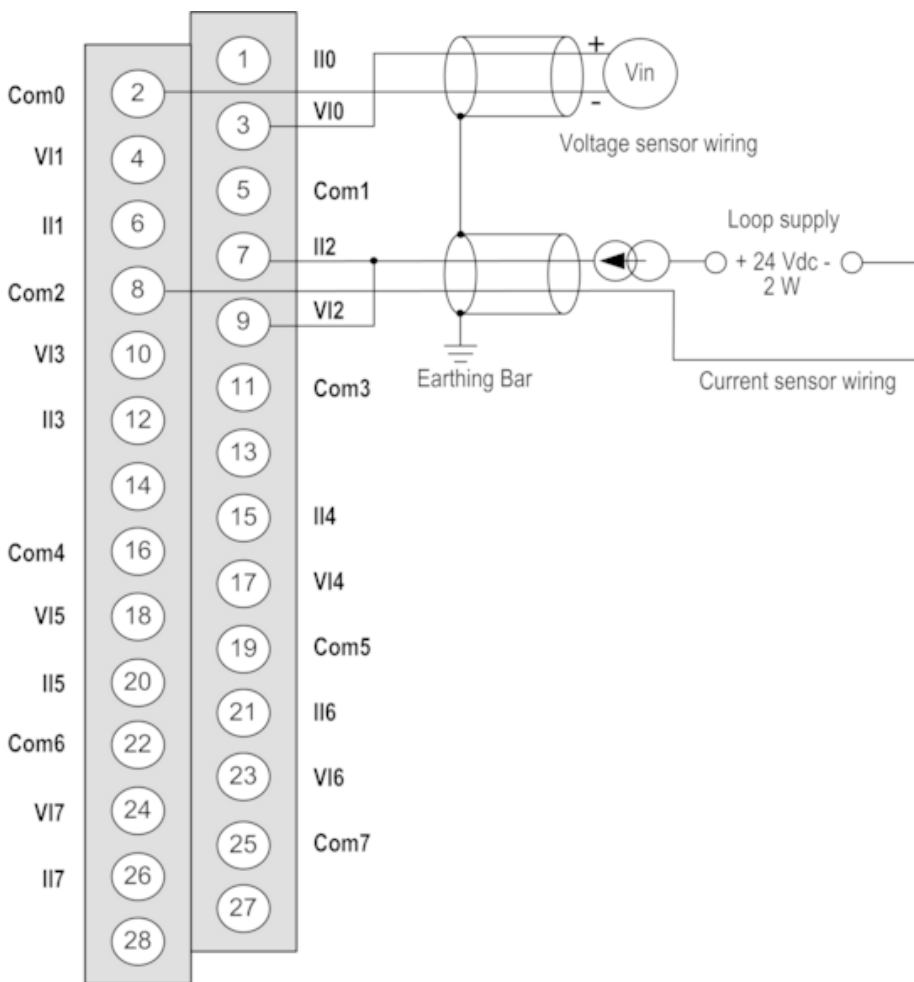 1 II0
Com0 2
3 VI0
VI1 4
5 Com1
II1 6
7 II2
Com2 8
9 VI2
VI3 10
11 Com3
II3 12
13
14
15 II4
Com4 16
17 VI4
VI5 18
19 Com5
II5 20
21 II6
Com6 22
23 VI6
VI7 24
25 Com7
II7 26
27
28
+
Vin
-
Voltage sensor wiring
Loop supply
+ 24 Vdc -
2 W
Earthing Bar
Current sensor wiring